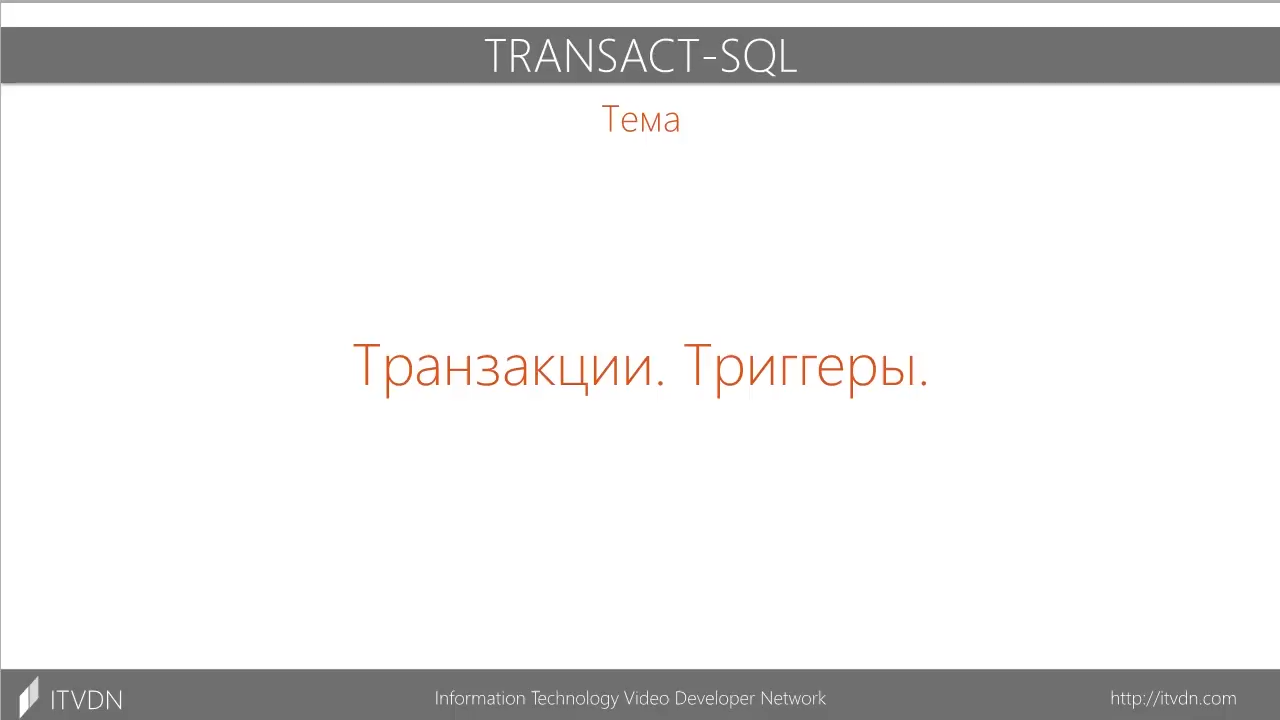 TRANSACT-SQL
Тема
Транзакции. Триггеры.
ITVDN
Information Technology Video Developer Network
http://itvdn.com